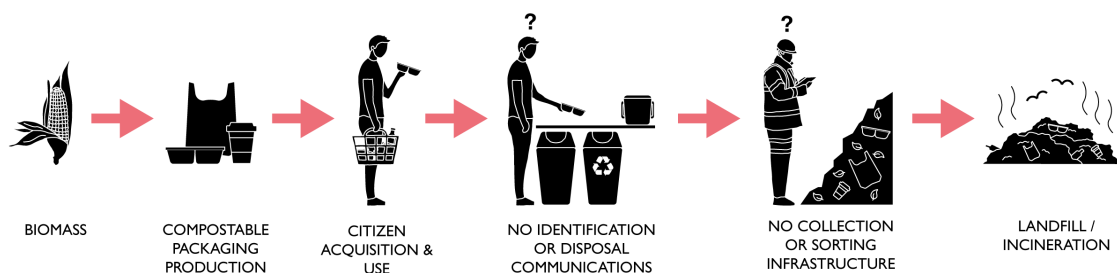 ?
?
BIOMASS
COMPOSTABLE
PACKAGING
PRODUCTION
CITIZEN
ACQUISITION &
USE
NO IDENTIFICATION
OR DISPOSAL
COMMUNICATIONS
NO COLLECTION
OR SORTING
INFRASTRUCTURE
LANDFILL /
INCINERATION